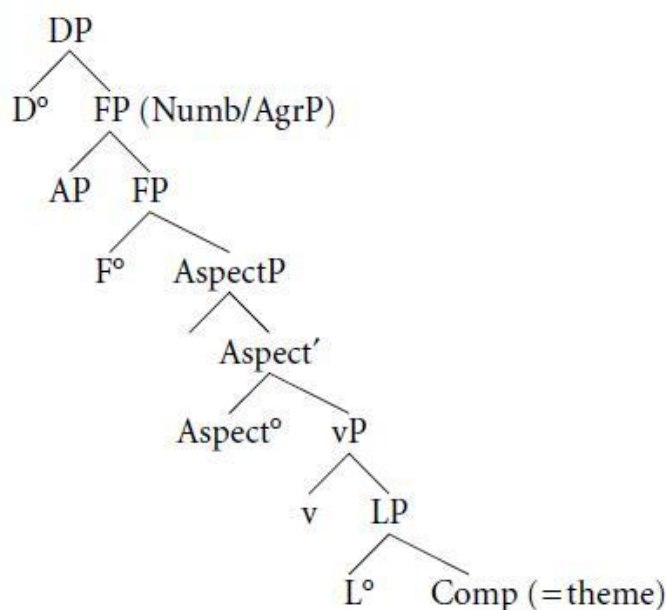 DP
D° FP (Numb/AgrP)
AP FP
F° AspectP
Aspect′
Aspect° vP
v LP
L° Comp (=theme)